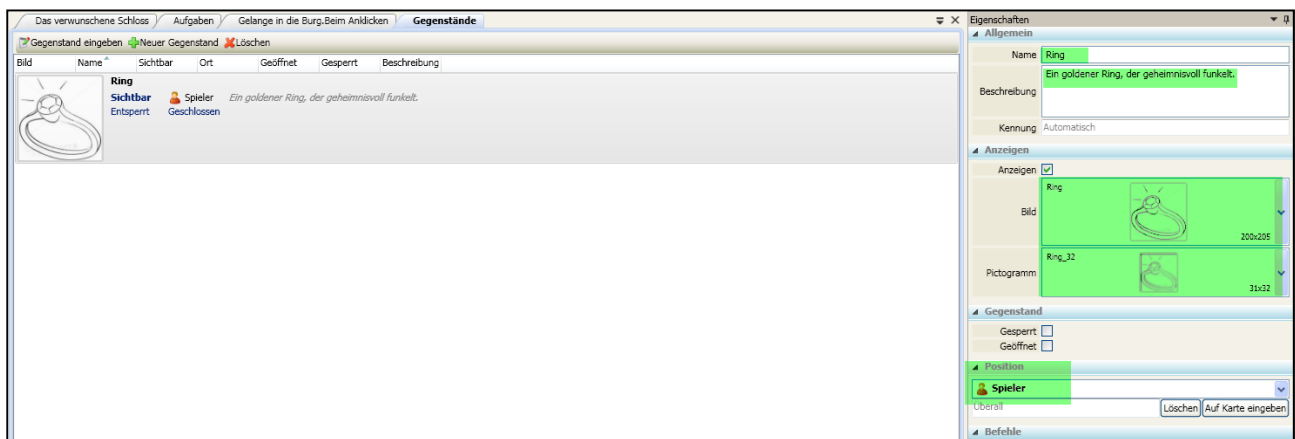 Das verwunschene Schloss
Aufgaben
Gelange in die Burg.Beim Anklicken
Gegenstände
Gegenstand eingeben Neuer Gegenstand Löschen
Bild Name Sichtbar Ort Geöffnet Gesperrt Beschreibung
Ring
Sichtbar Spieler Ein goldener Ring, der geheimnisvoll funkelt.
Entsperrt Geschlossen
Eigenschaften
Allgemein
Name Ring
Beschreibung Ein goldener Ring, der geheimnisvoll funkelt.
Kennung Automatisch
Anzeigen
Anzeigen
Bild Ring
200x205
Pictogramm Ring_32
31x32
Gegenstand
Gesperrt
Geöffnet
Position
Spieler
Überall Löschen Auf Karte eingeben
Befehle